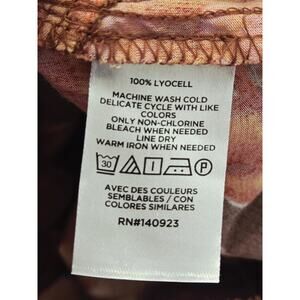 100% LYOCELL
MACHINE WASH COLD
DELICATE CYCLE WITH LIKE
COLORS
ONLY NON-CHLORINE
BLEACH WHEN NEEDED
LINE DRY
WARM IRON WHEN NEEDED
30 P
AVEC DES COULEURS
SEMBLABLES / CON
COLORES SIMILARES
RN#140923